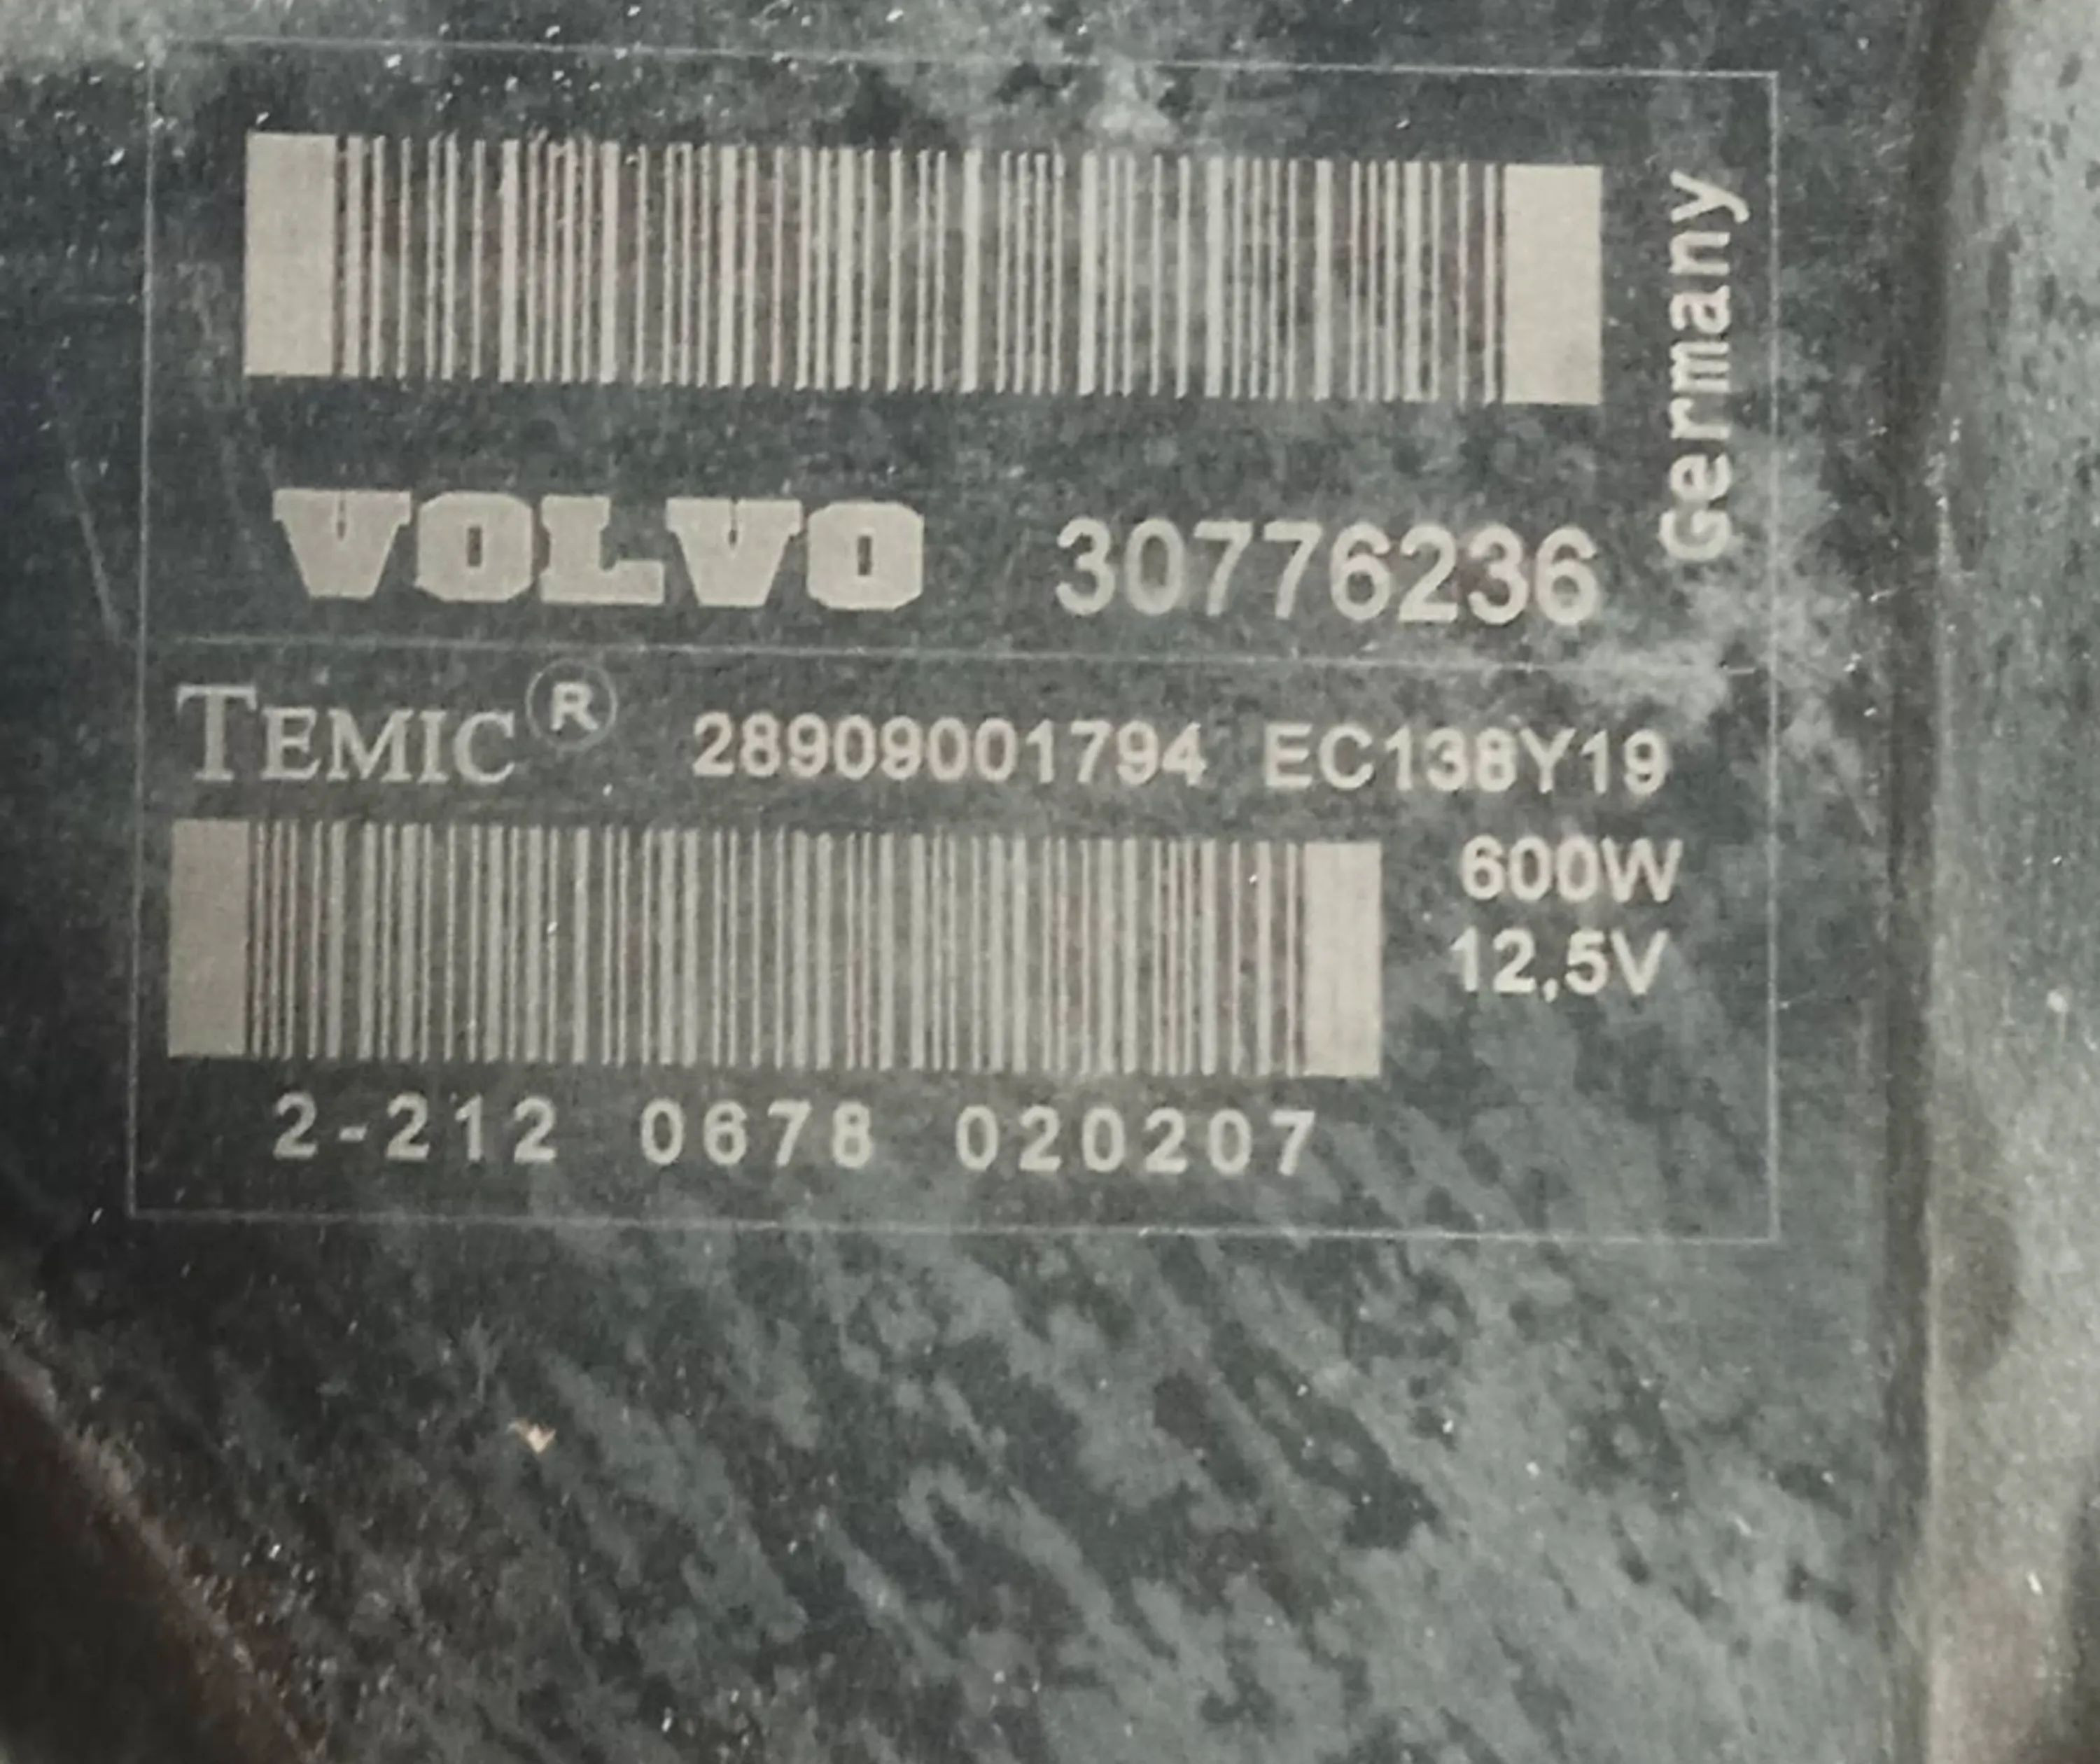 Germany
VOLVO 30776236
TEMIC® 28909001794 EC138Y19
600W
12,5V
2-212 0678 020207